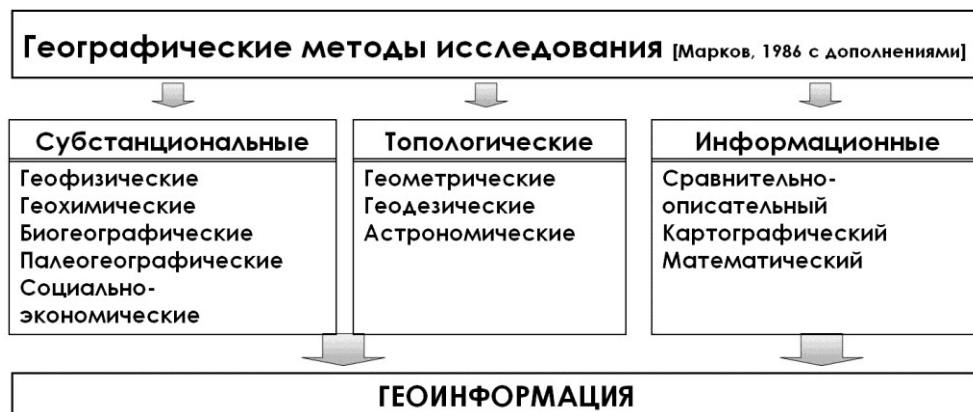 Географические методы исследования [Марков, 1986 с дополнениями]
Субстанциональные
Геофизические
Геохимические
Биогеографические
Палеогеографические
Социально-
экономические
Топологические
Геометрические
Геодезические
Астрономические
Информационные
Сравнительно-
описательный
Картографический
Математический
ГЕОИНФОРМАЦИЯ